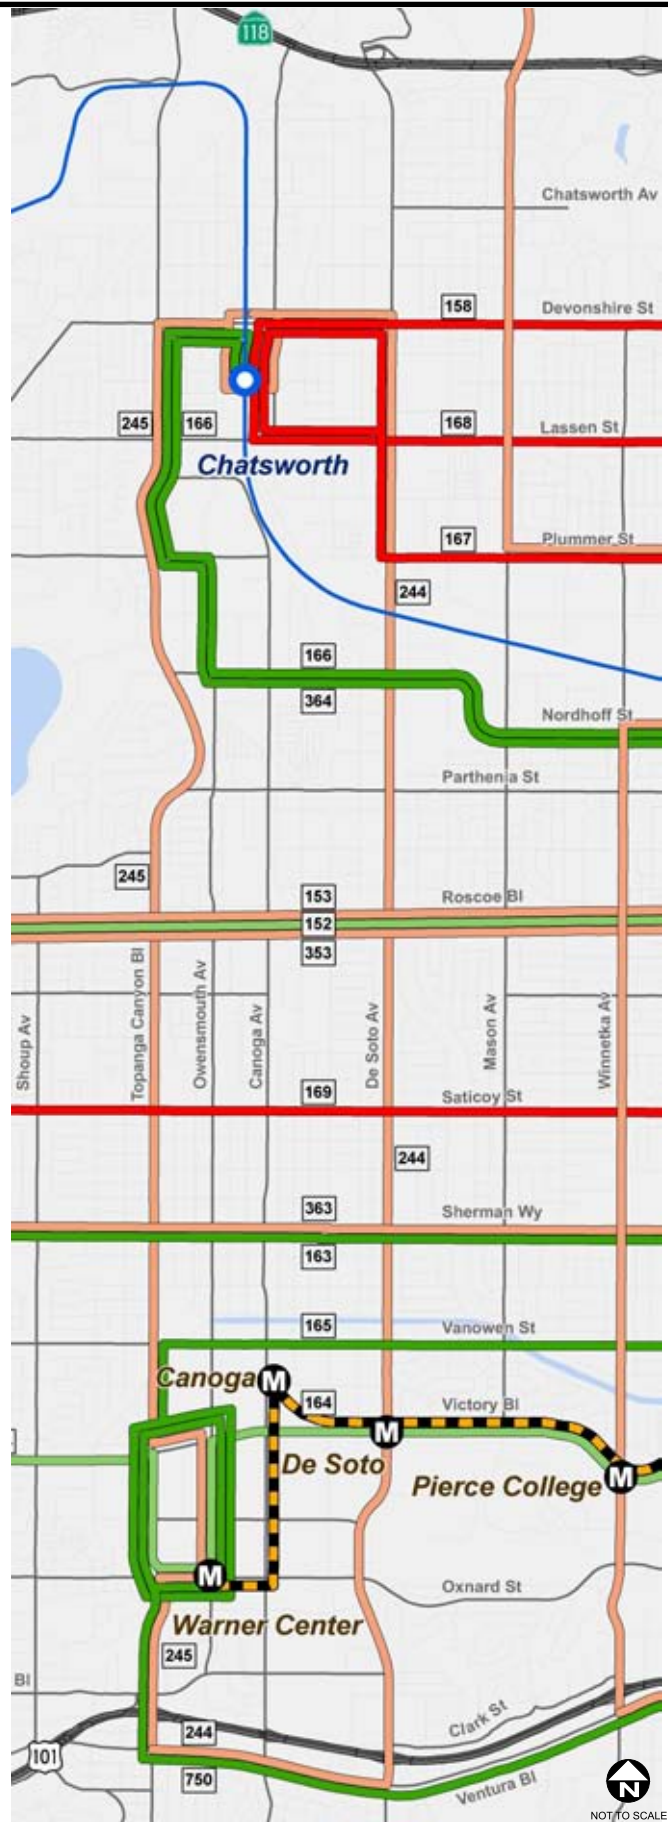 118
Chatsworth Av
158
Devonshire St
245
166
168
Lassen St
Chatsworth
167
Plummer St
244
166
364
Nordhoff St
Parthenia St
245
153
Roscoe Bl
152
353
Shoup Av
Topanga Canyon Bl
Owensmouth Av
Canoga Av
De Soto Av
Mason Av
Winnetka Av
169
Saticoy St
244
363
Sherman Wy
163
165
Vanowen St
Canoga
M
164
Victory Bl
M
De Soto
Pierce College
M
M
Oxnard St
Warner Center
245
Bl
Clark St
244
101
750
Ventura Bl
N
NOT TO SCALE